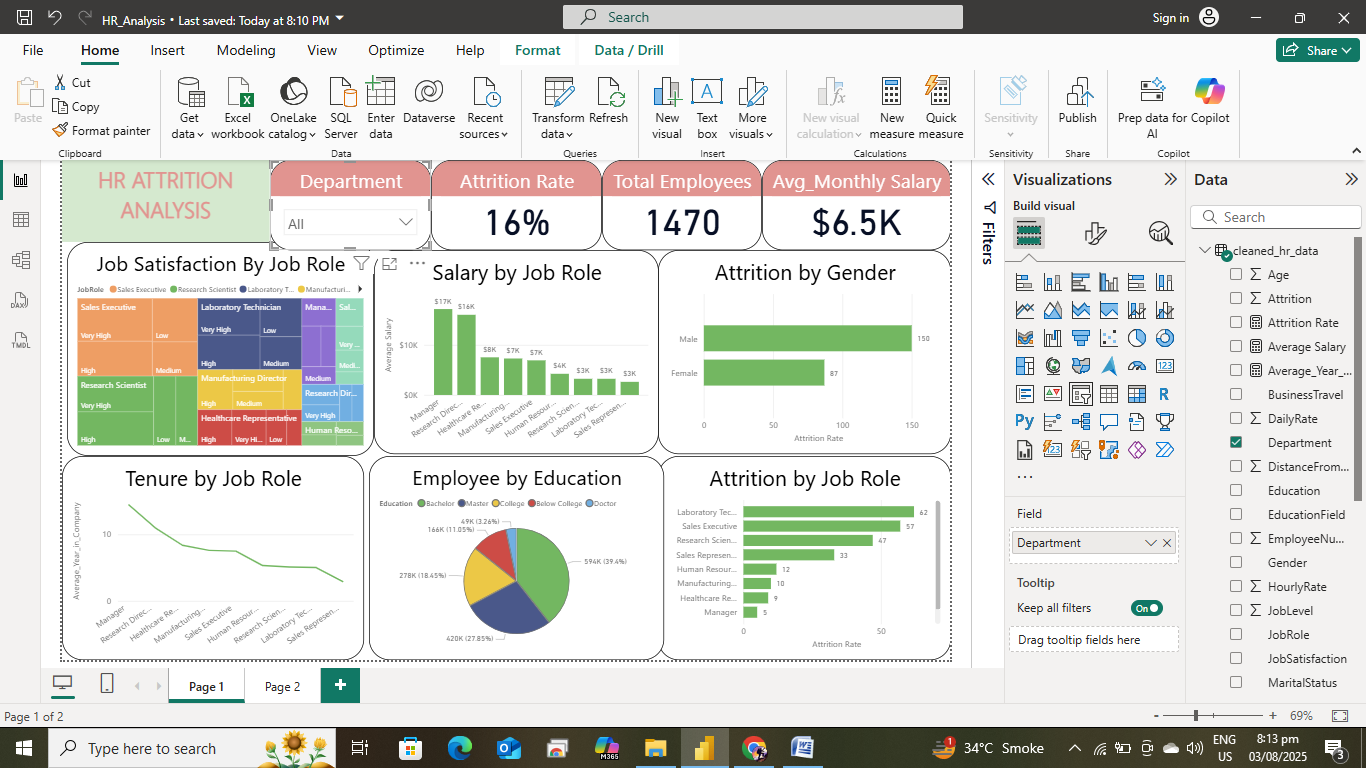 HR_Analysis • Last saved: Today at 8:10 PM
Search
Sign in
File
Home
Insert
Modeling
View
Optimize
Help
Format
Data / Drill
Share
Paste
Cut
Copy
Format painter
Get data
Excel workbook
OneLake catalog
SQL Server
Enter data
Dataverse
Recent sources
Transform data
Refresh
New visual
Text box
More visuals
New visual calculation
New measure
Quick measure
Sensitivity
Publish
Prep data for AI
Copilot
Clipboard
Data
Queries
Insert
Calculations
Sensitivity
Share
Copilot
HR ATTRITION
ANALYSIS
Department
All
Attrition Rate
16%
Total Employees
1470
Avg_Monthly Salary
$6.5K
Job Satisfaction By Job Role
JobRole Sales Executive Research Scientist Laboratory T... Manufacturi...
Sales Executive
Very High
Low
High
Medium
Research Scientist
Very High
High
Low
M...
Laboratory Technician
Very High
Low
High
Medium
Manufacturing Director
High
Medium
Healthcare Representative
High
Very Hi...
Low
Mana...
Medium
Sal...
Very ...
Medi...
Research Dir...
Very High
Human Reso...
High
Salary by Job Role
Average Salary
$10K
$0K
$17K
$16K
$8K
$7K
$7K
$4K
$3K
$3K
$3K
Manager
Research Direc...
Healthcare Re...
Manufacturing...
Sales Executive
Human Resour...
Research Scien...
Laboratory Tec...
Sales Represen...
Attrition by Gender
Male
150
Female
87
0
50
100
150
Attrition Rate
Tenure by Job Role
Average_Year_in_Company
10
0
Manager
Research Direc...
Healthcare Re...
Manufacturing...
Sales Executive
Human Resour...
Research Scien...
Laboratory Tec...
Sales Represen...
Employee by Education
Education Bachelor Master College Below College Doctor
49K (3.26%)
166K (11.05%)
278K (18.45%)
594K (39.4%)
420K (27.85%)
Attrition by Job Role
Laboratory Tec...
62
Sales Executive
57
Research Scien...
47
Sales Represen...
33
Human Resour...
12
Manufacturing...
10
Healthcare Re...
9
Manager
5
0
50
Attrition Rate
Filters
Visualizations
Build visual
Field
Department
Tooltip
Keep all filters
On
Drag tooltip fields here
Data
Search
cleaned_hr_data
Age
Attrition
Attrition Rate
Average Salary
Average_Year_...
BusinessTravel
DailyRate
Department
DistanceFrom...
Education
EducationField
EmployeeNu...
Gender
HourlyRate
JobLevel
JobRole
JobSatisfaction
MaritalStatus
DAX
TMDL
Page 1
Page 2
Page 1 of 2
69%
Type here to search
34°C Smoke
ENG
US
8:13 pm
03/08/2025
3